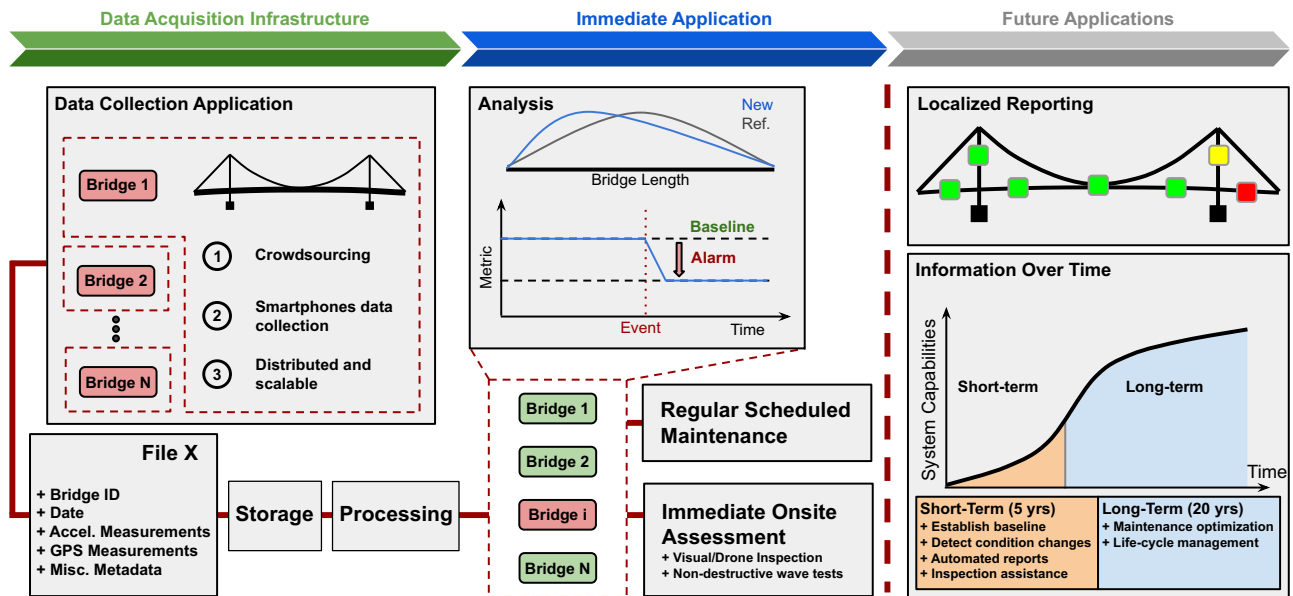 Data Acquisition Infrastructure
Immediate Application
Future Applications
Data Collection Application
Bridge 1
Bridge 2
Bridge N
1
Crowdsourcing
2
Smartphones data
collection
3
Distributed and
scalable
File X
+ Bridge ID
+ Date
+ Accel. Measurements
+ GPS Measurements
+ Misc. Metadata
Storage
Processing
Analysis
New
Ref.
Bridge Length
Metric
Baseline
Alarm
Event
Time
Bridge 1
Bridge 2
Bridge i
Bridge N
Regular Scheduled
Maintenance
Immediate Onsite
Assessment
+ Visual/Drone Inspection
+ Non-destructive wave tests
Localized Reporting
Information Over Time
System Capabilities
Short-term
Long-term
Time
Short-Term (5 yrs)
+ Establish baseline
+ Detect condition changes
+ Automated reports
+ Inspection assistance
Long-Term (20 yrs)
+ Maintenance optimization
+ Life-cycle management